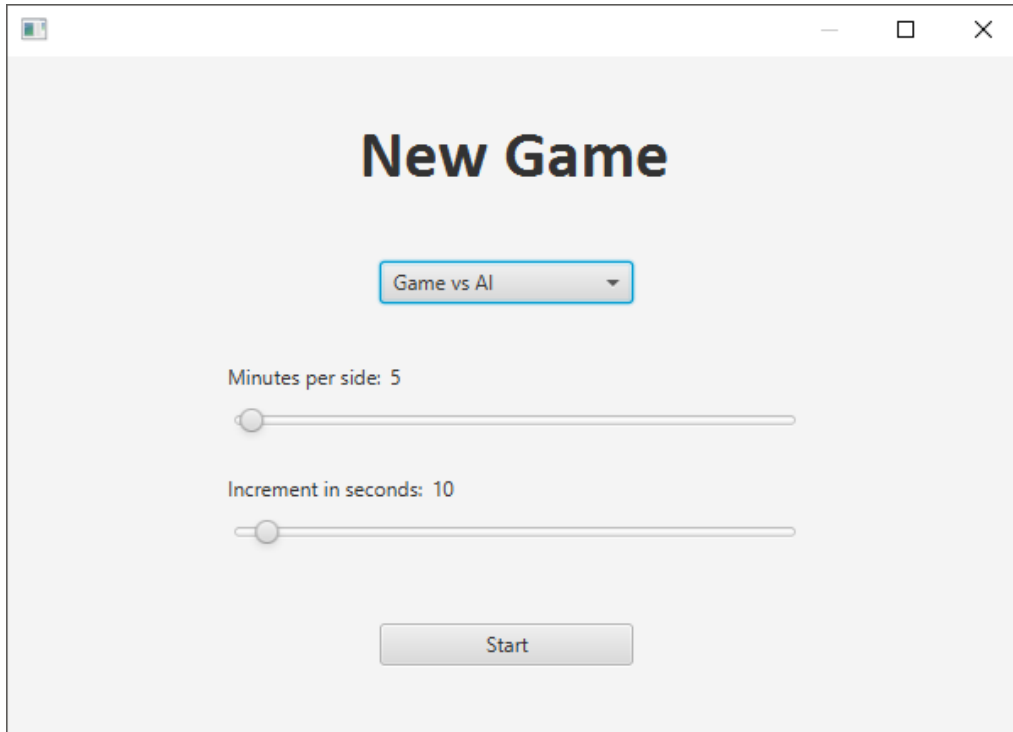 New Game
Game vs AI
Minutes per side: 5
Increment in seconds: 10
Start